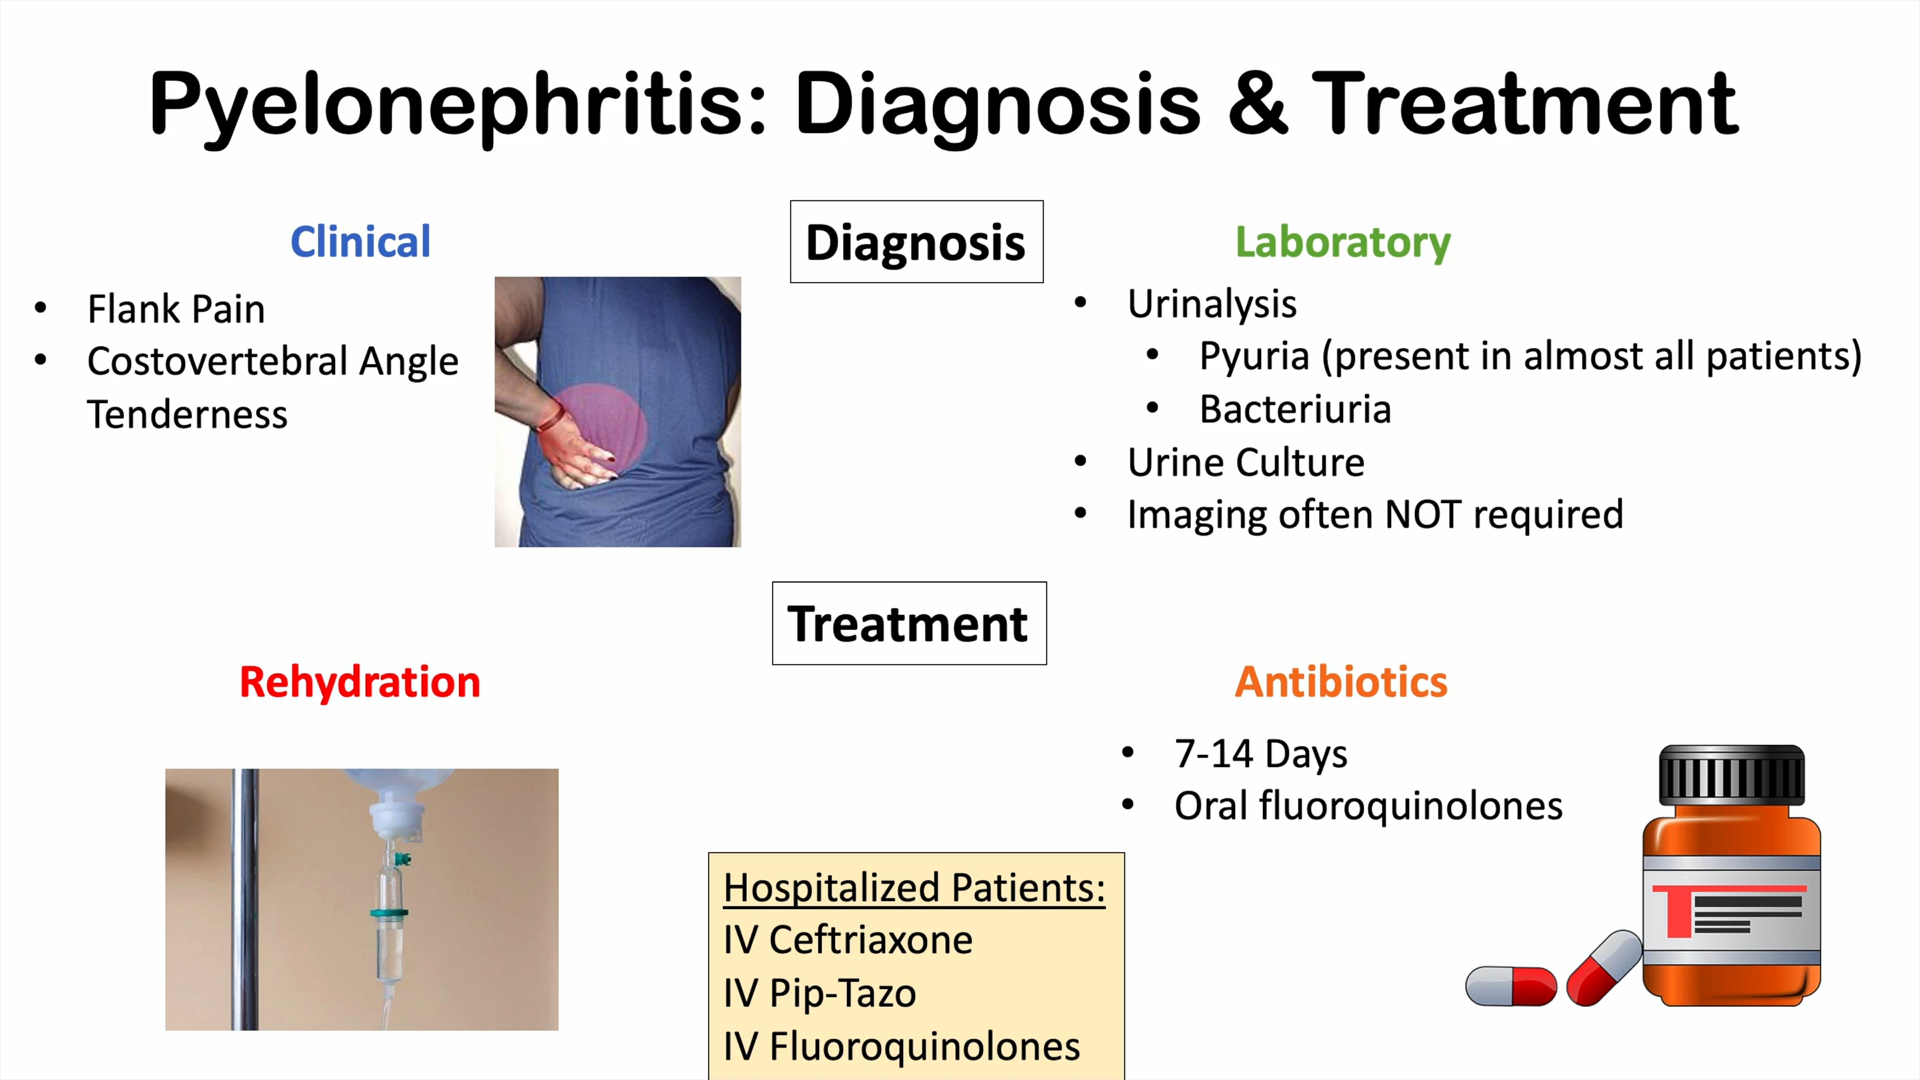 Pyelonephritis: Diagnosis & Treatment
Diagnosis
Clinical
• Flank Pain
• Costovertebral Angle
Tenderness
Laboratory
• Urinalysis
• Pyuria (present in almost all patients)
• Bacteriuria
• Urine Culture
• Imaging often NOT required
Treatment
Rehydration
Antibiotics
• 7-14 Days
• Oral fluoroquinolones
Hospitalized Patients:
IV Ceftriaxone
IV Pip-Tazo
IV Fluoroquinolones